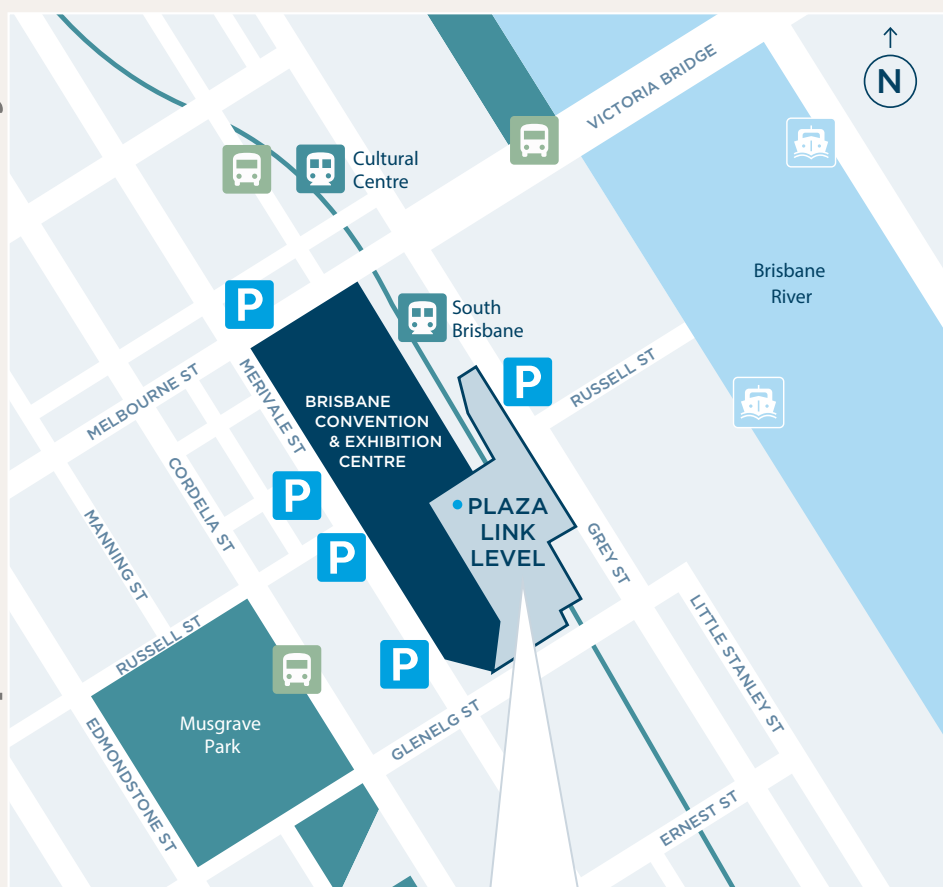 N
VICTORIA BRIDGE
Cultural
Centre
Brisbane
River
P
South
Brisbane
MELBOURNE ST
MERIVALE ST
P
RUSSELL ST
BRISBANE
CONVENTION
& EXHIBITION
CENTRE
CORDELIA ST
P
PLAZA
LINK
LEVEL
MANNING ST
P
GREY ST
RUSSELL ST
P
LITTLE STANLEY ST
Musgrave
Park
GLENELG ST
EDMONDSTONE ST
ERNEST ST